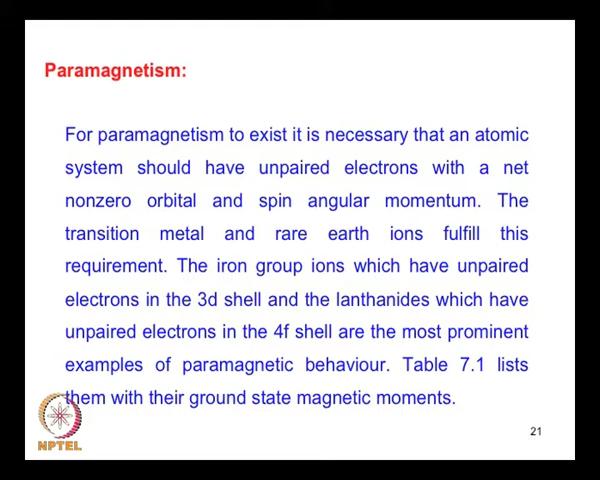 Paramagnetism:
For paramagnetism to exist it is necessary that an atomic
system should have unpaired electrons with a net
nonzero orbital and spin angular momentum. The
transition metal and rare earth ions fulfill this
requirement. The iron group ions which have unpaired
electrons in the 3d shell and the lanthanides which have
unpaired electrons in the 4f shell are the most prominent
examples of paramagnetic behaviour. Table 7.1 lists
them with their ground state magnetic moments.
NPTEL
21